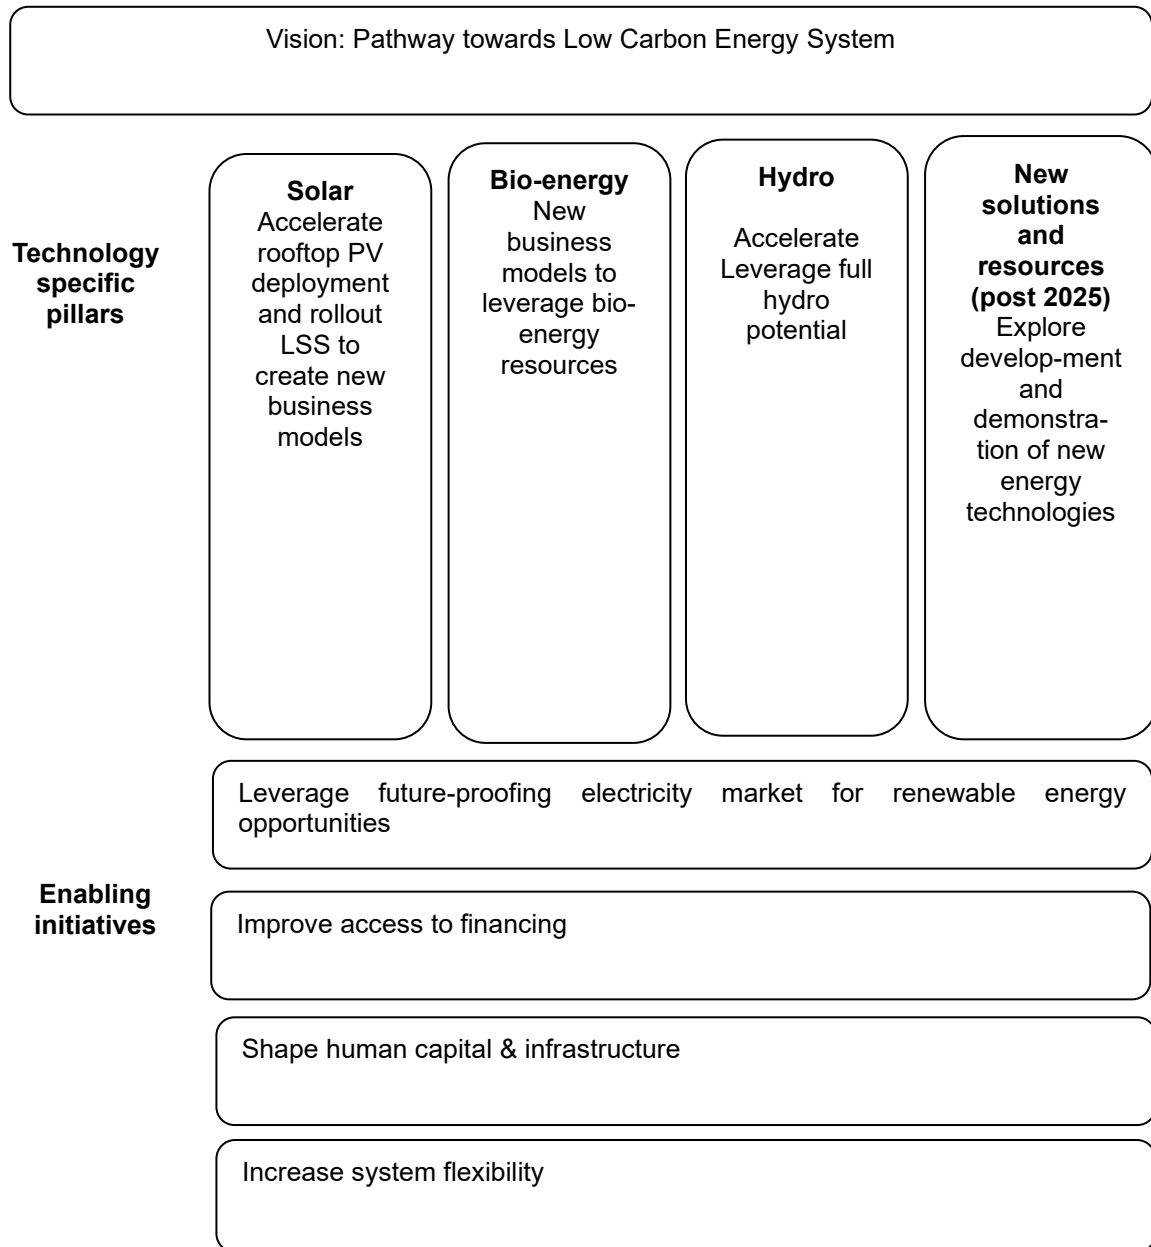 Vision: Pathway towards Low Carbon Energy System
Technology
specific
pillars
Solar
Accelerate
rooftop PV
deployment
and rollout
LSS to
create new
business
models
Bio-energy
New
business
models to
leverage bio-
energy
resources
Hydro
Accelerate
Leverage full
hydro
potential
New
solutions
and
resources
(post 2025)
Explore
develop-ment
and
demonstra-
tion of new
energy
technologies
Enabling
initiatives
Leverage future-proofing electricity market for renewable energy
opportunities
Improve access to financing
Shape human capital & infrastructure
Increase system flexibility